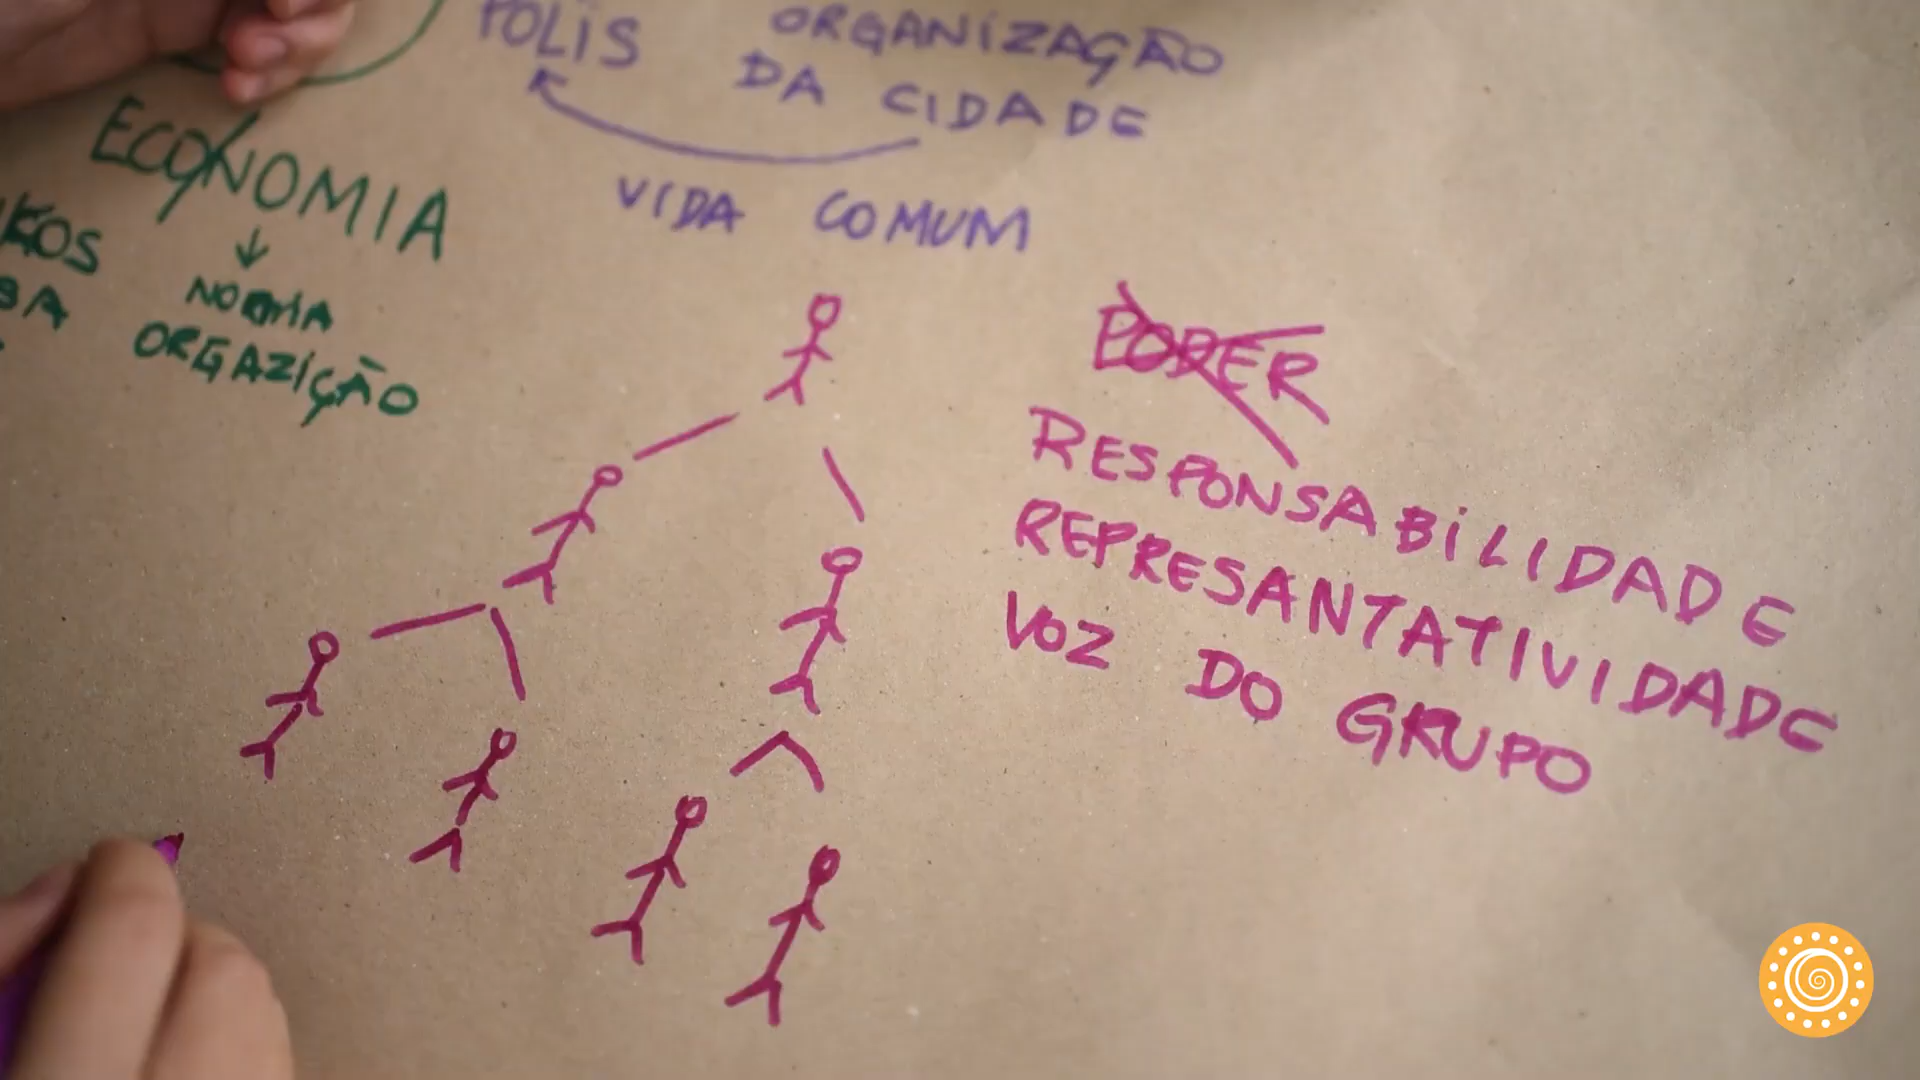 POLIS
ORGANIZAÇÃO
DA CIDADE
VIDA COMUM
ECONOMIA
NORMA
ORGAZIÇÃO
PODER
RESPONSABILIDADE
REPRESANTATIVIDADE
VOZ DO GRUPO